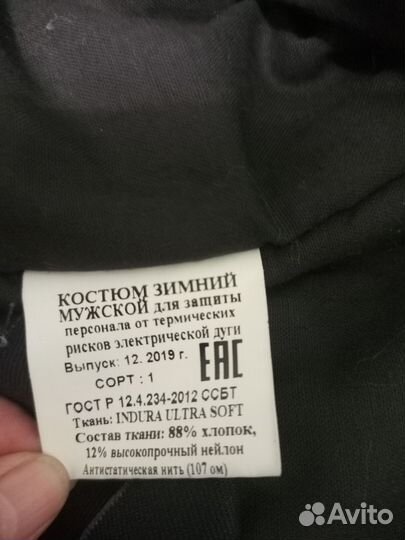 КОСТЮМ ЗИМНИЙ
МУЖСКОЙ для защиты
персонала от термических
рисков электрической дуги
Выпуск: 12. 2019 г.
СОРТ : 1
EAC
ГОСТ Р 12.4.234-2012 ССБТ
Ткань: INDURA ULTRA SOFT
Состав ткани: 88% хлопок,
12% высокопрочный нейлон
Антистатическая нить (107 ом)
Avito